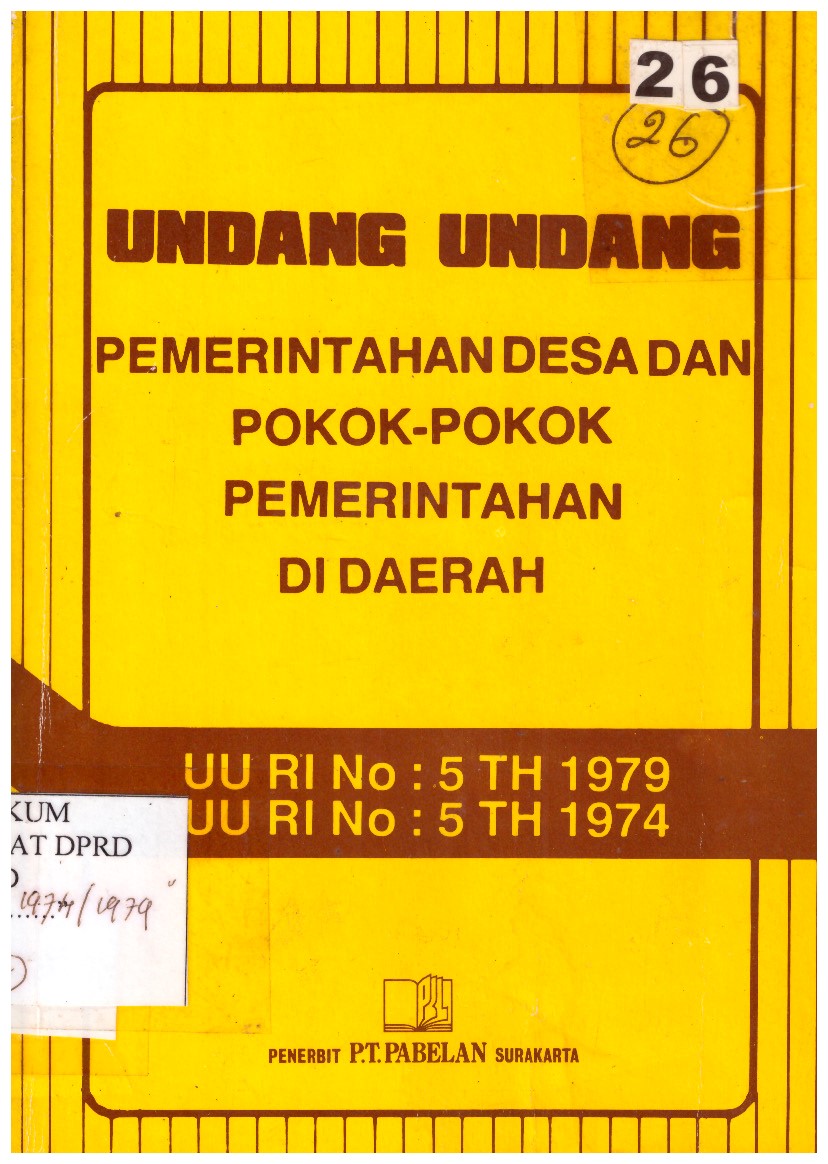 26
26
UNDANG UNDANG
PEMERINTAHAN DESA DAN
POKOK-POKOK
PEMERINTAHAN
DI DAERAH
UU RI No : 5 TH 1979
UU RI No : 5 TH 1974
KUM
AT DPRD
1974/1979
PENERBIT P.T. PABELAN SURAKARTA